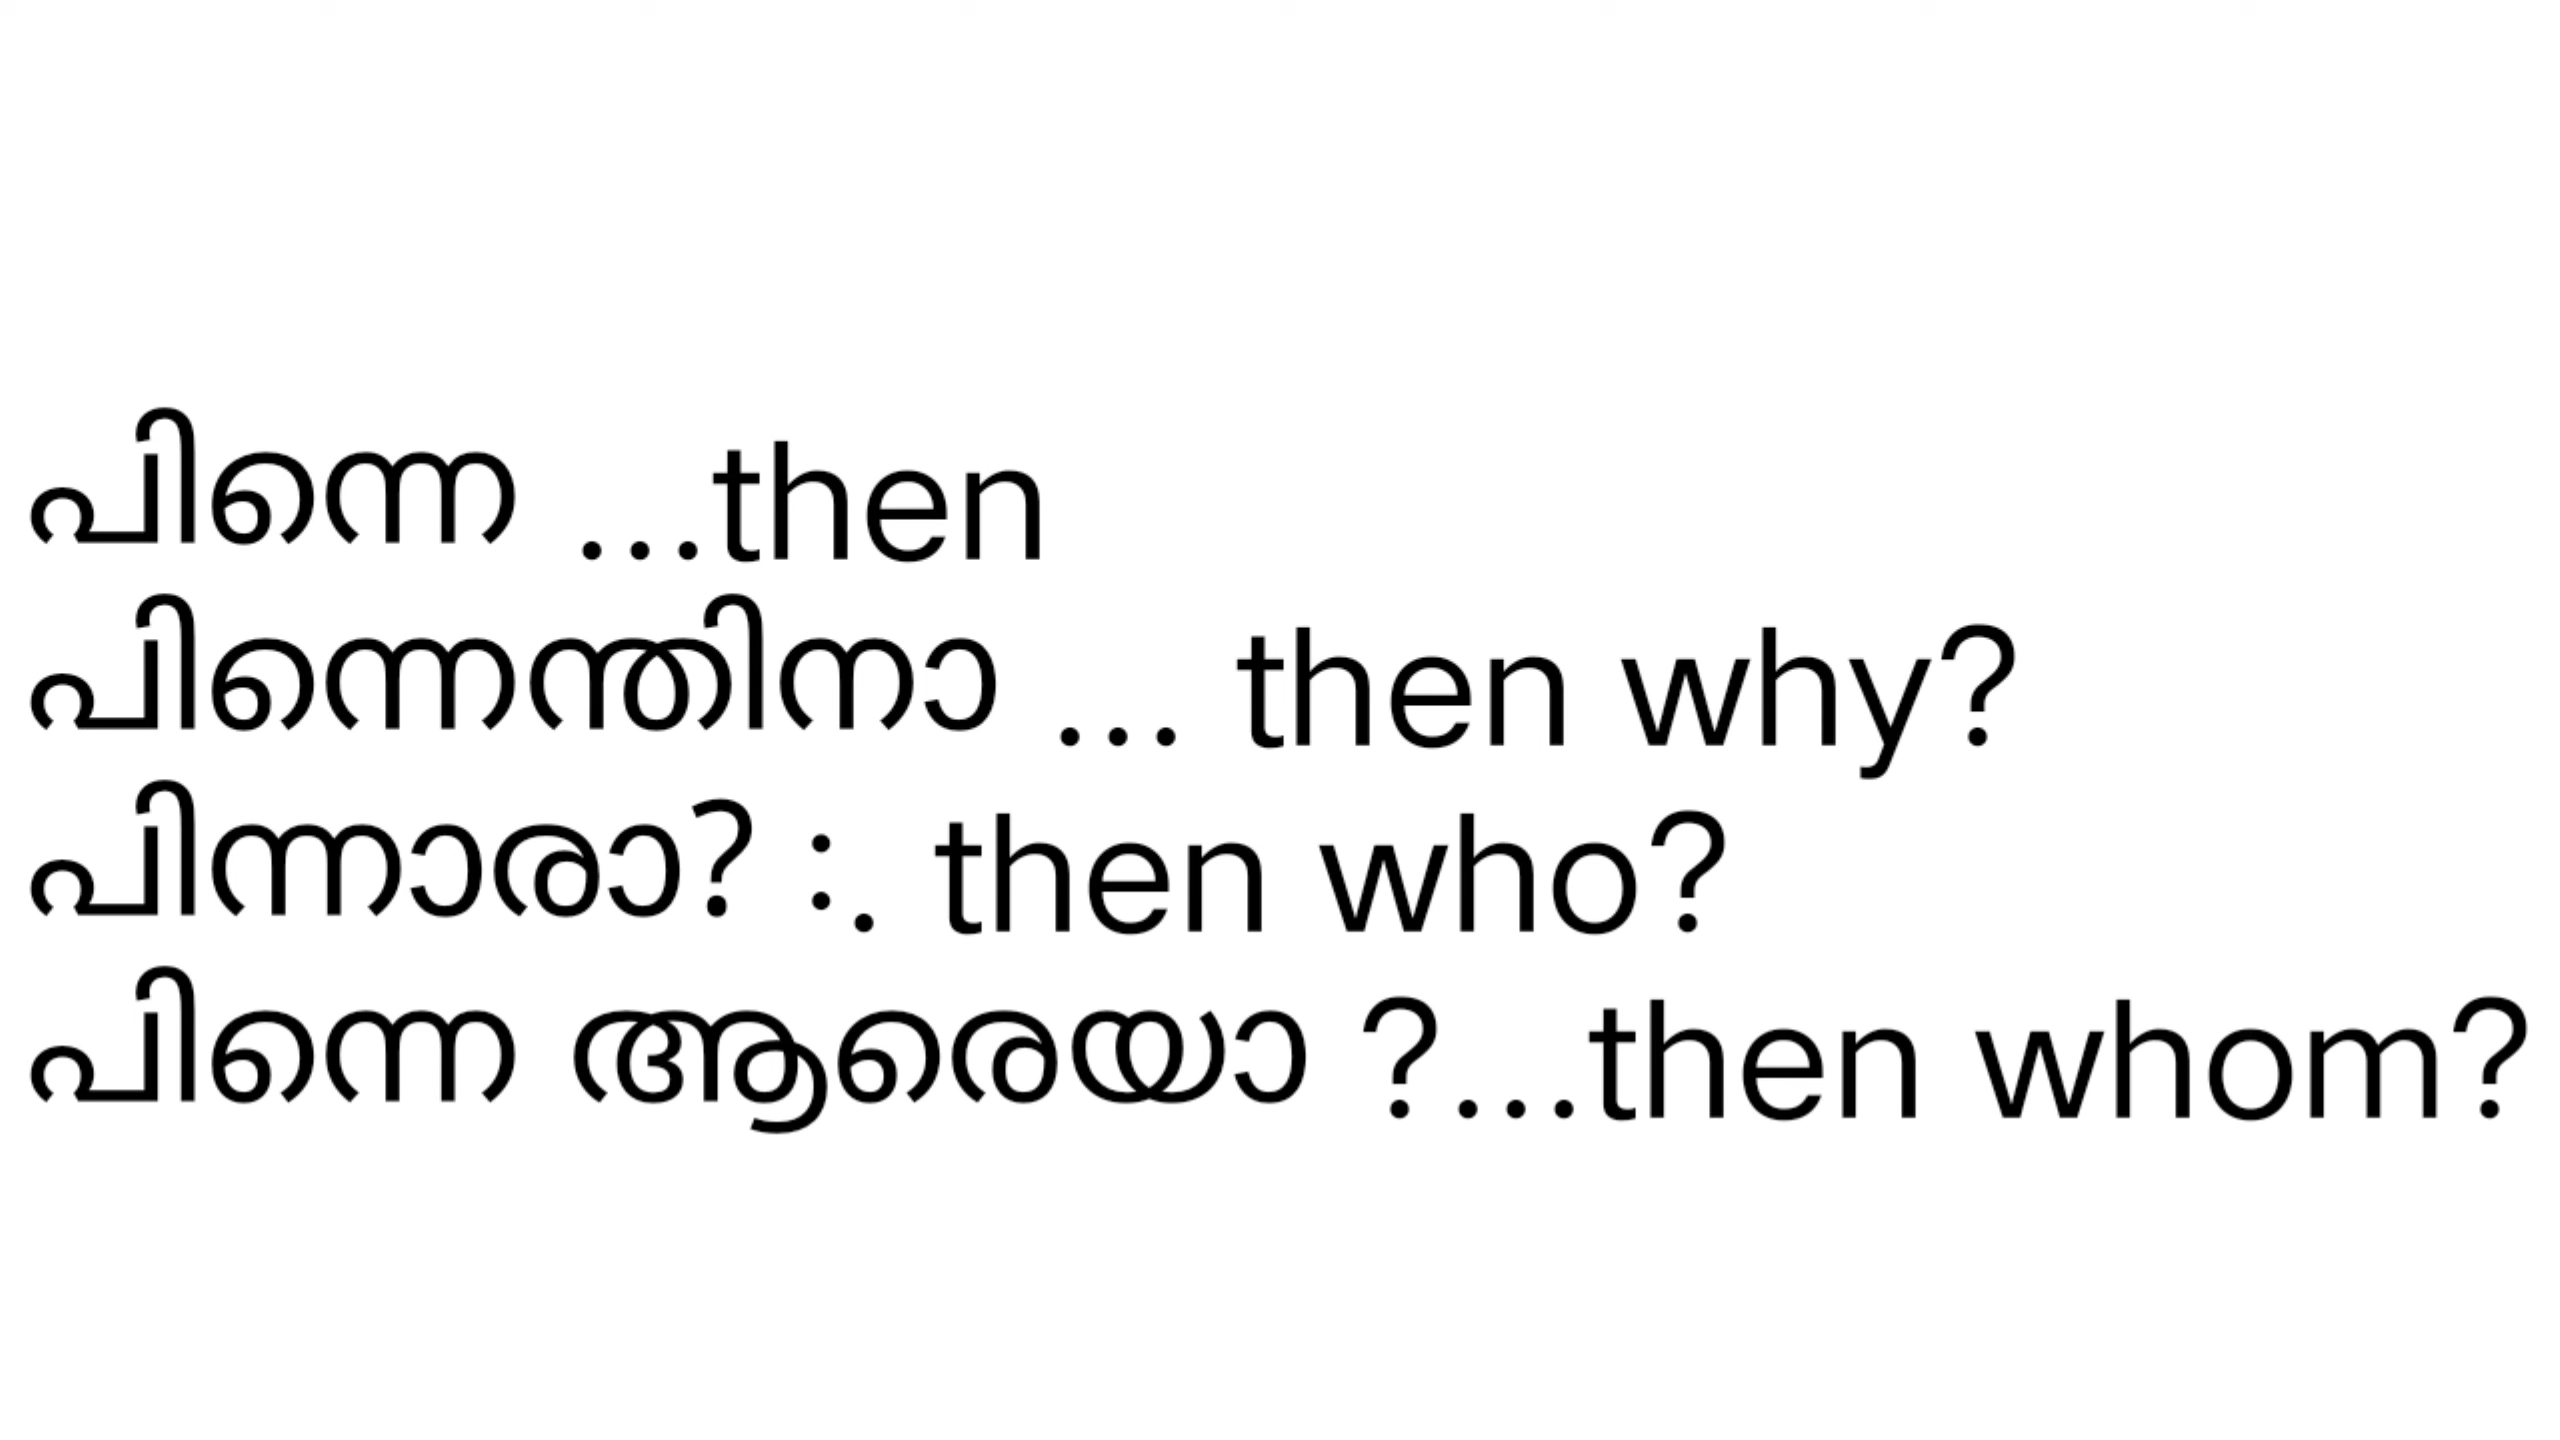 പിന്നെ ...then
പിന്നെന്തിനാ ... then why?
പിന്നാരാ? :. then who?
പിന്നെ ആരെയാ ?...then whom?